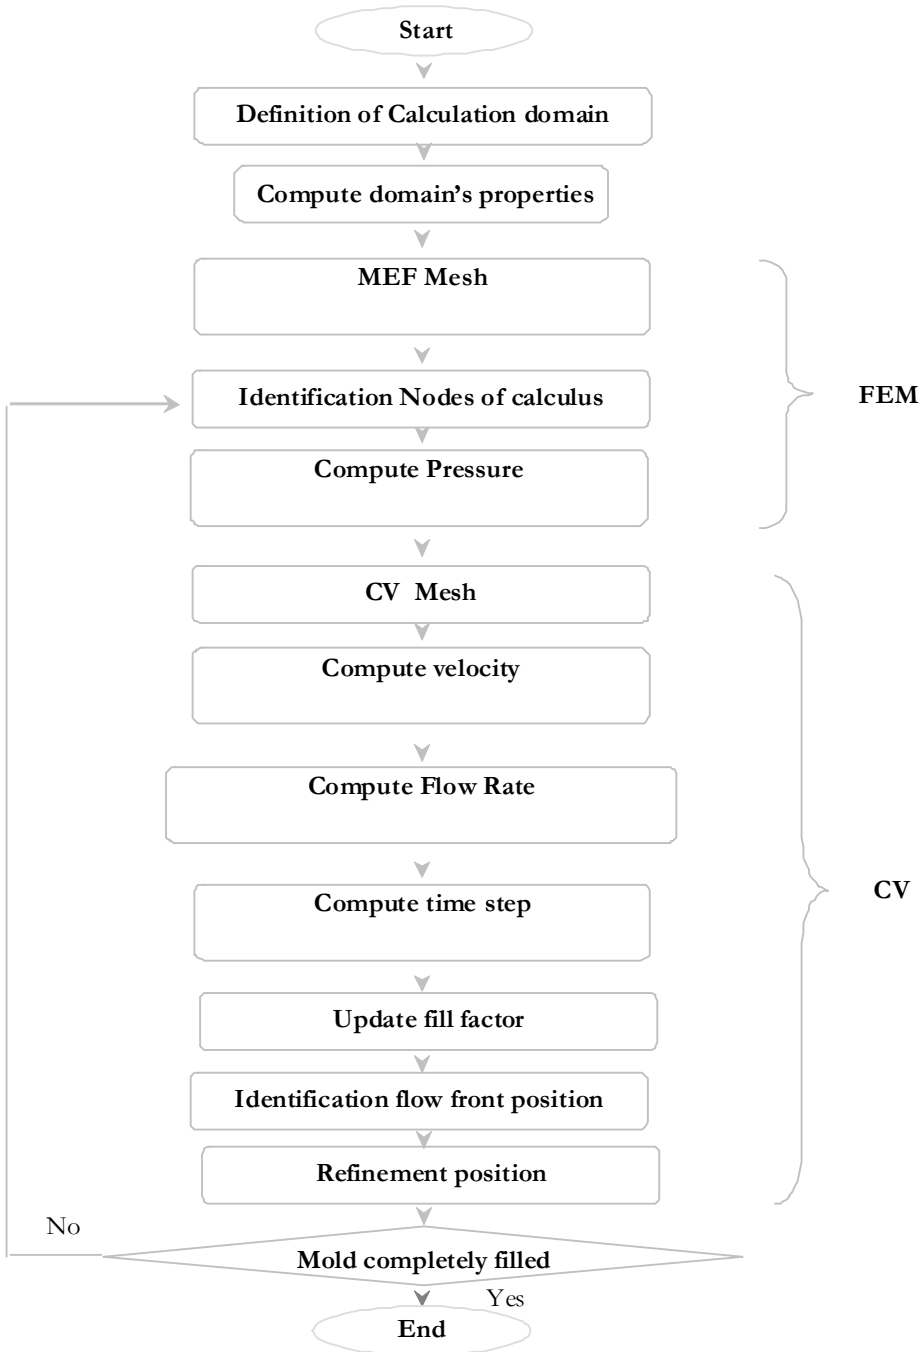 Start
Definition of Calculation domain
Compute domain's properties
MEF Mesh
Identification Nodes of calculus
FEM
Compute Pressure
CV Mesh
Compute velocity
Compute Flow Rate
CV
Compute time step
Update fill factor
Identification flow front position
Refinement position
No
Mold completely filled
Yes
End